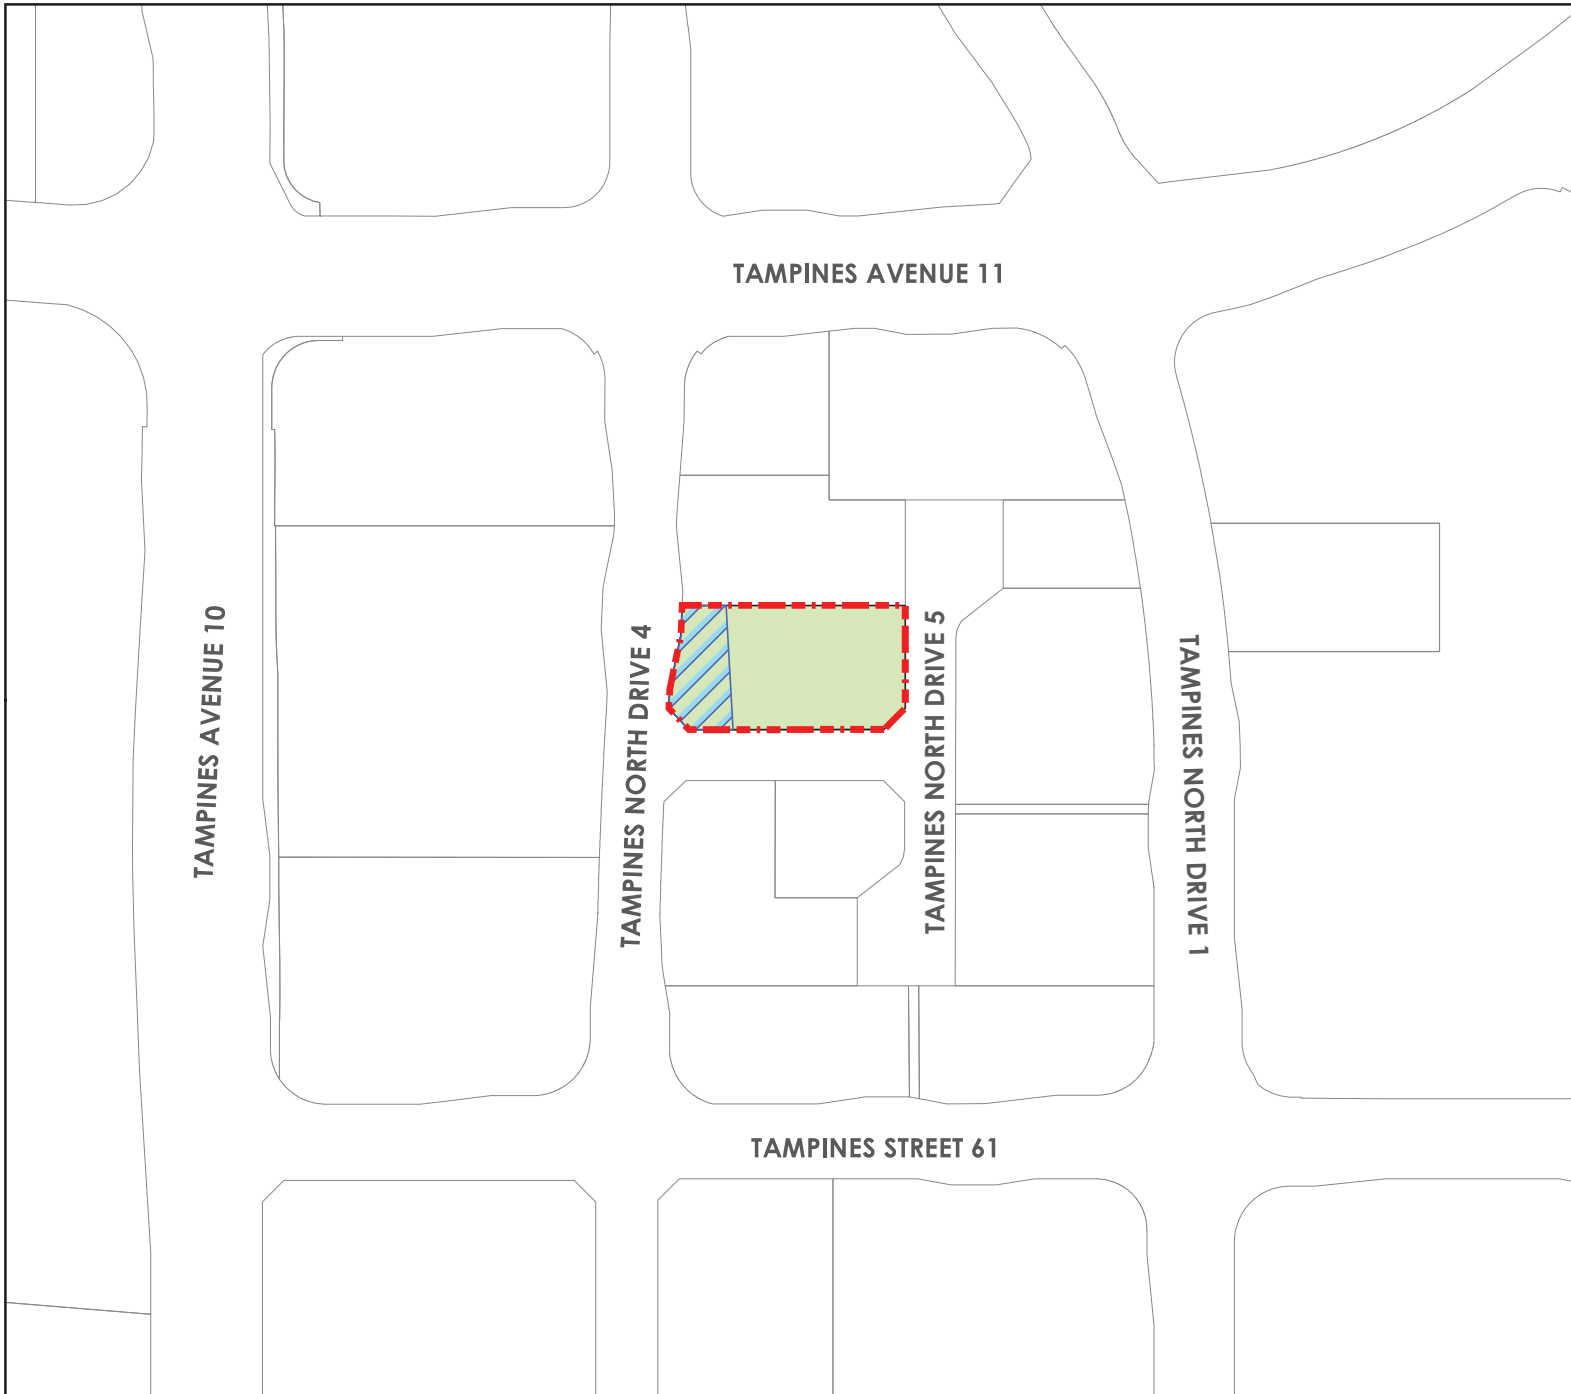 TAMPINES AVENUE 11
TAMPINES AVENUE 10
TAMPINES NORTH DRIVE 4
TAMPINES NORTH DRIVE 5
TAMPINES NORTH DRIVE 1
TAMPINES STREET 61